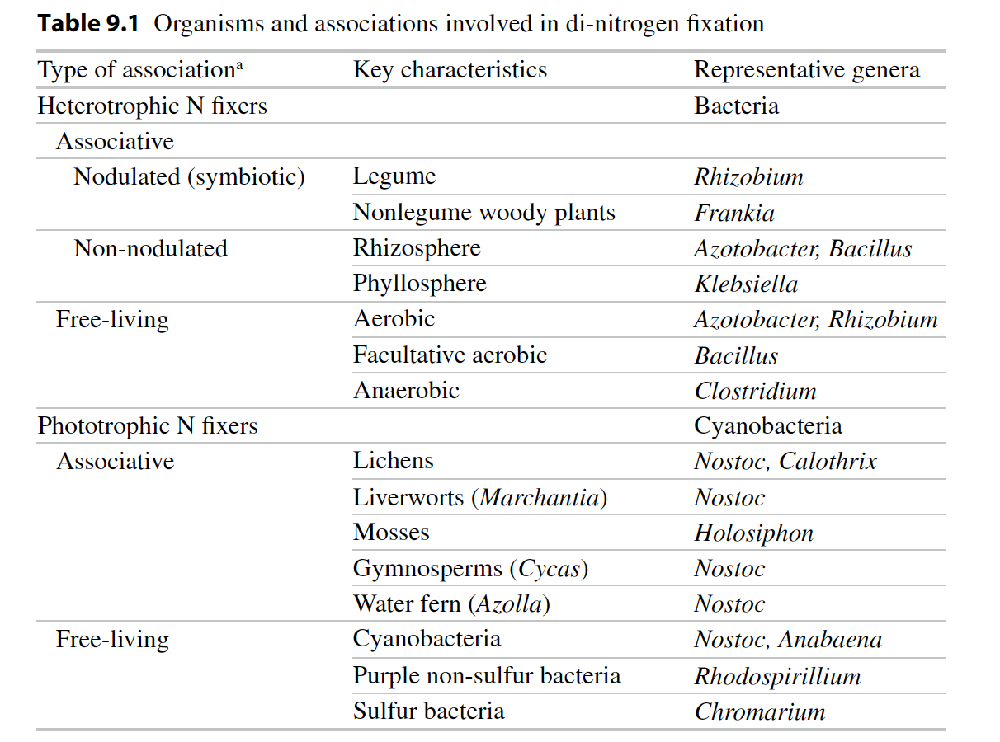 Table 9.1 Organisms and associations involved in di-nitrogen fixation
Type of associationᵃ Key characteristics Representative genera
Heterotrophic N fixers Bacteria
Associative
Nodulated (symbiotic) Legume Rhizobium
Nonlegume woody plants Frankia
Non-nodulated Rhizosphere Azotobacter, Bacillus
Phyllosphere Klebsiella
Free-living Aerobic Azotobacter, Rhizobium
Facultative aerobic Bacillus
Anaerobic Clostridium
Phototrophic N fixers Cyanobacteria
Associative Lichens Nostoc, Calothrix
Liverworts (Marchantia) Nostoc
Mosses Holosiphon
Gymnosperms (Cycas) Nostoc
Water fern (Azolla) Nostoc
Free-living Cyanobacteria Nostoc, Anabaena
Purple non-sulfur bacteria Rhodospirillium
Sulfur bacteria Chromarium